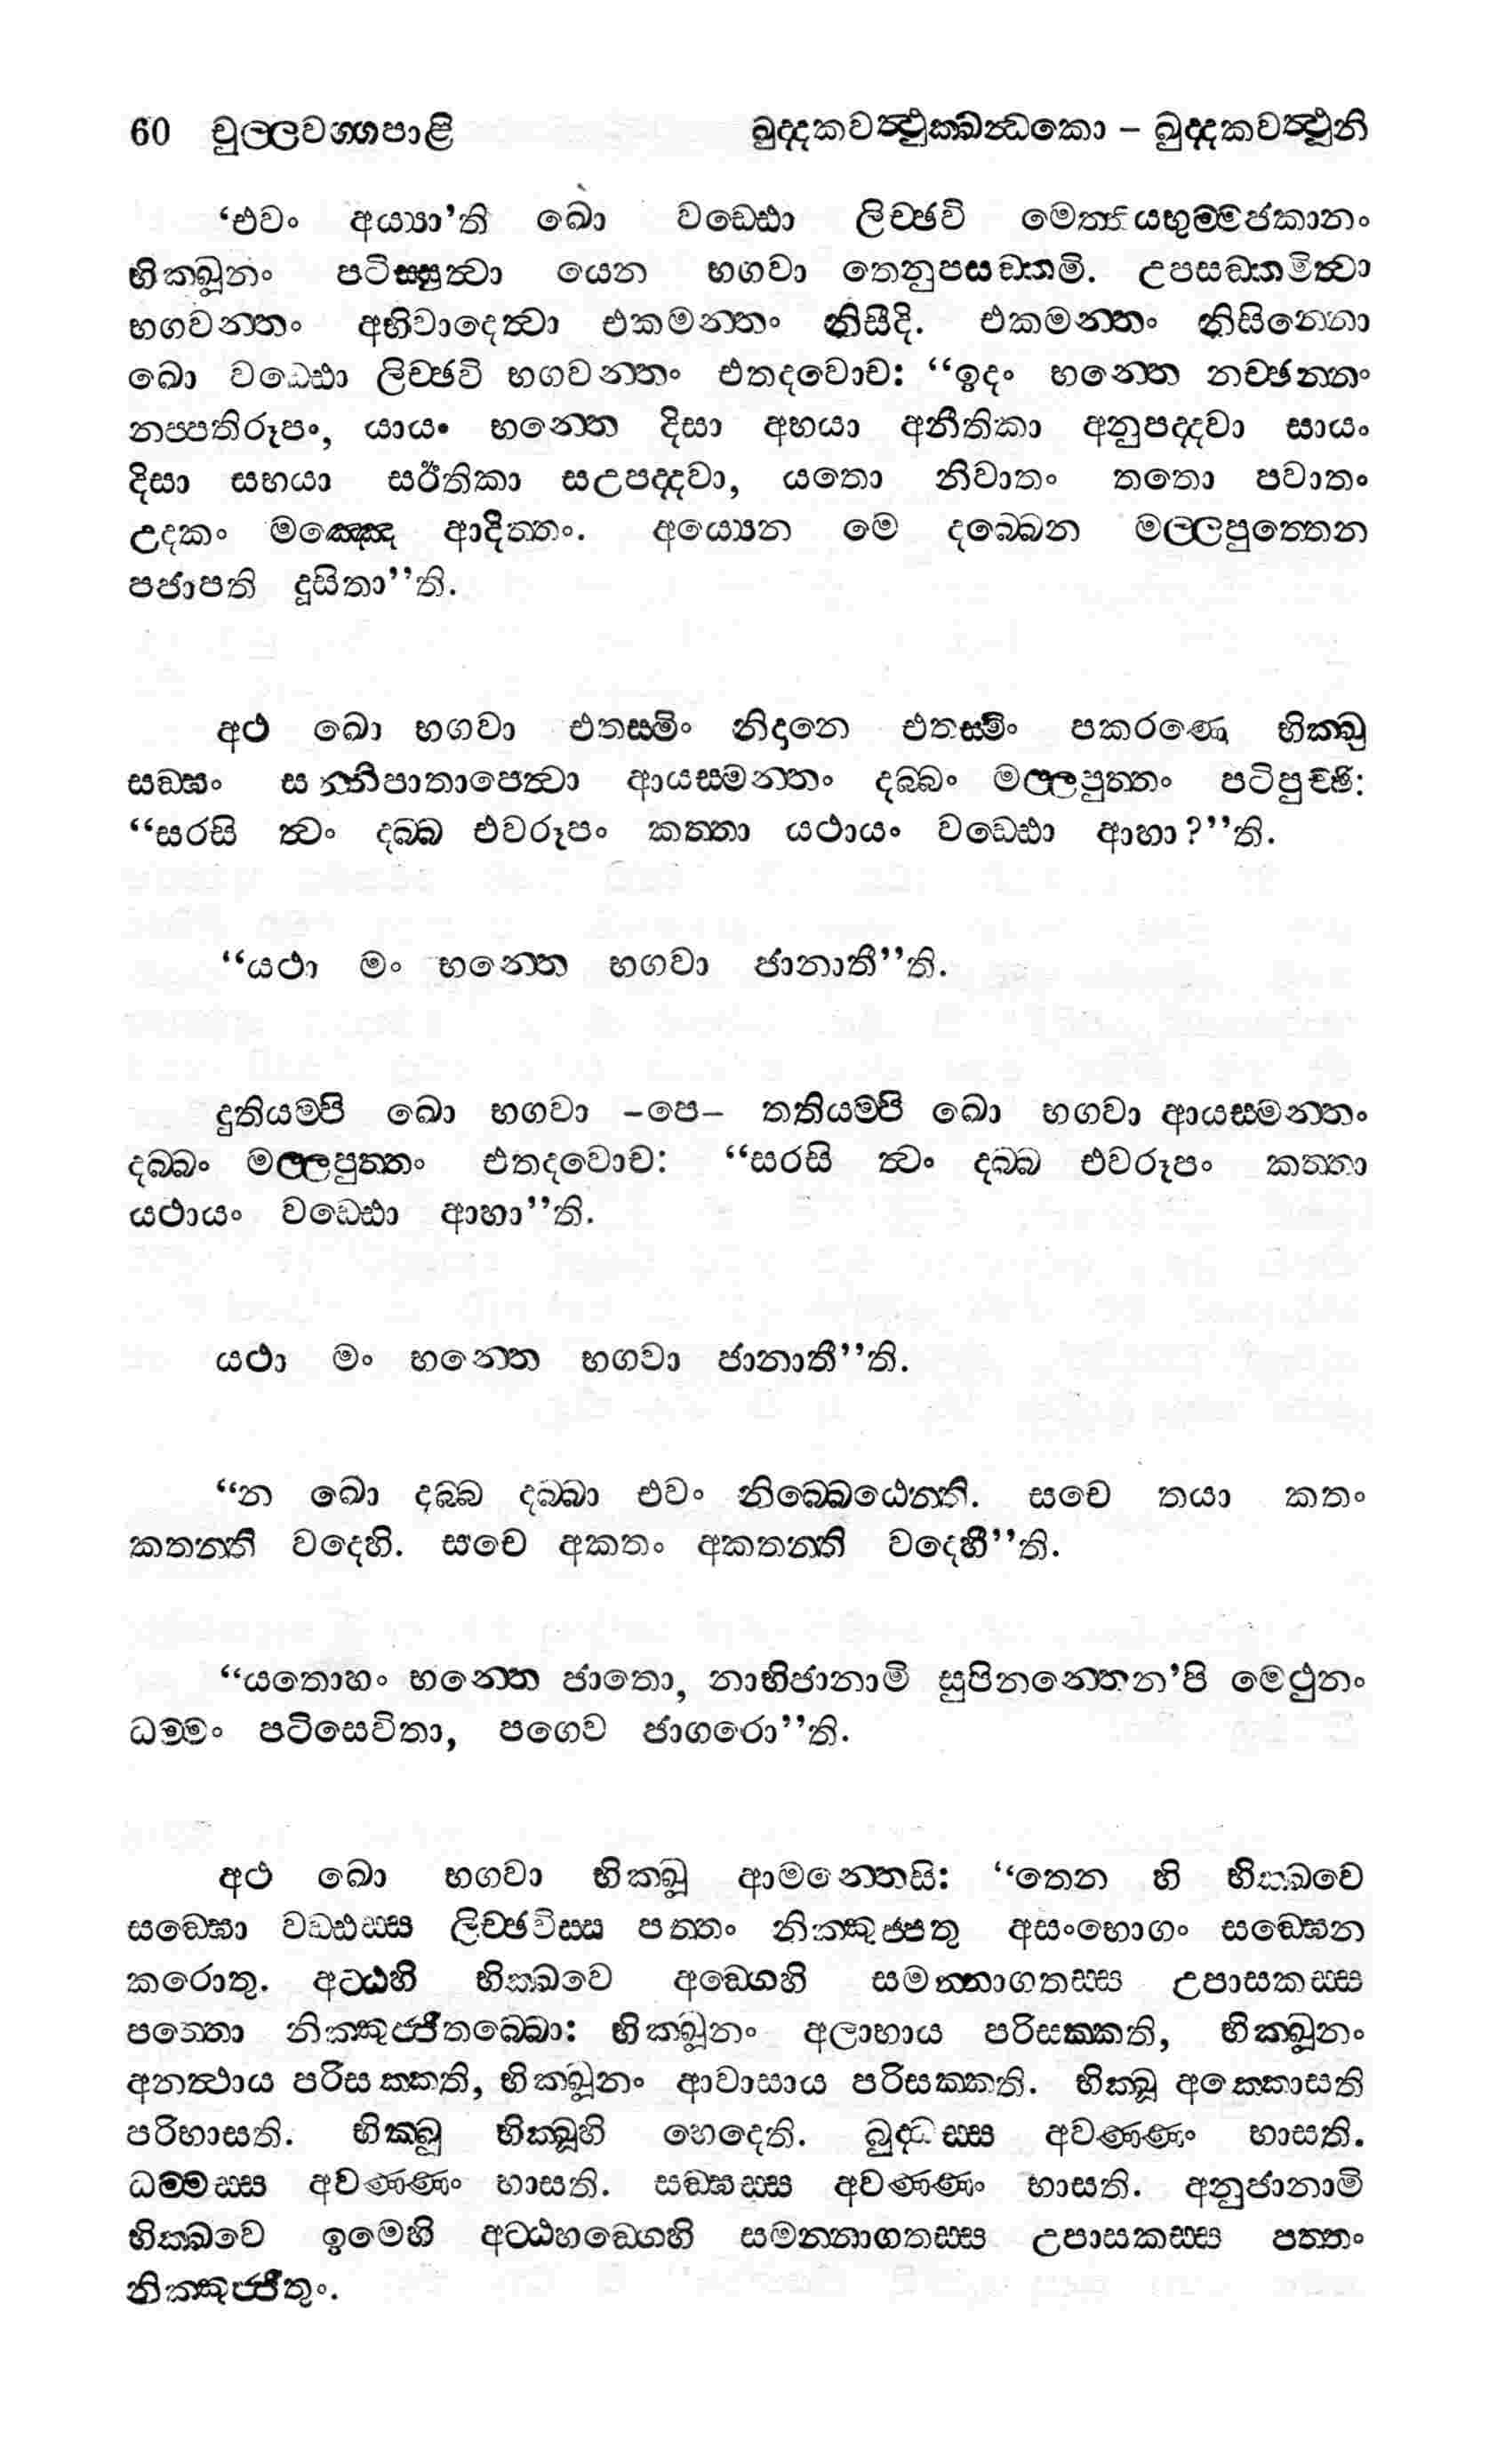 60 චුල්ලවග්ගපාළි ඛුද්දකවත්ථුක්ඛන්ධකො – ඛුද්දකවත්ථූනි
‘එවං අය්‍යා’ති ඛො වඩ්ඪො ලිච්ඡවි මෙත්තියභුම්මජකානං
භික්ඛූනං පටිස්සුත්වා යෙන භගවා තෙනුපසඞ්කමි. උපසඞ්කමිත්වා
භගවන්තං අභිවාදෙත්වා එකමන්තං නිසීදි. එකමන්තං නිසින්නො
ඛො වඩ්ඪො ලිච්ඡවි භගවන්තං එතදවොච: “ඉදං භන්තෙ නච්ඡන්නං
නප්පතිරූපං, යායං භන්තෙ දිසා අභයා අනීතිකා අනුපද්දවා සායං
දිසා සභයා සඊතිකා සඋපද්දවා, යතො නිවාතං තතො පවාතං
උදකං මඤ්ඤෙ ආදිත්තං. අය්‍යෙන මෙ දබ්බෙන මල්ලපුත්තෙන
පජාපති දූසිතා”ති.
අථ ඛො භගවා එතස්මිං නිදානෙ එතස්මිං පකරණෙ භික්ඛු
සඞ්ඝං සන්නිපාතාපෙත්වා ආයස්මන්තං දබ්බං මල්ලපුත්තං පටිපුච්ඡි:
“සරසි ත්වං දබ්බ එවරූපං කත්තා යථායං වඩ්ඪො ආහා?”ති.
“යථා මං භන්තෙ භගවා ජානාතී”ති.
දුතියම්පි ඛො භගවා –පෙ– තතියම්පි ඛො භගවා ආයස්මන්තං
දබ්බං මල්ලපුත්තං එතදවොච: “සරසි ත්වං දබ්බ එවරූපං කත්තා
යථායං වඩ්ඪො ආහා”ති.
යථා මං භන්තෙ භගවා ජානාතී”ති.
“න ඛො දබ්බ දබ්බා එවං නිබ්බෙඨෙන්ති. සචෙ තයා කතං
කතන්ති වදෙහි. සචෙ අකතං අකතන්ති වදෙහී”ති.
“යතොහං භන්තෙ ජාතො, නාභිජානාමි සුපිනන්තෙන’පි මෙථුනං
ධම්මං පටිසෙවිතා, පගෙව ජාගරො”ති.
අථ ඛො භගවා භික්ඛූ ආමන්තෙසි: “තෙන හි භික්ඛවෙ
සඞ්ඝො වඩ්ඪස්ස ලිච්ඡවිස්ස පත්තං නික්කුජ්ජතු අසංභොගං සඞ්ඝෙන
කරොතු. අට්ඨහි භික්ඛවෙ අඞ්ගෙහි සමන්නාගතස්ස උපාසකස්ස
පත්තො නික්කුජ්ජිතබ්බො: භික්ඛූනං අලාභාය පරිසක්කති, භික්ඛූනං
අනත්ථාය පරිසක්කති, භික්ඛූනං ආවාසාය පරිසක්කති. භික්ඛූ අක්කොසති
පරිභාසති. භික්ඛූ භික්ඛූහි භෙදෙති. බුද්ධස්ස අවණ්ණං භාසති.
ධම්මස්ස අවණ්ණං භාසති. සඞ්ඝස්ස අවණ්ණං භාසති. අනුජානාමි
භික්ඛවෙ ඉමෙහි අට්ඨහඞ්ගෙහි සමන්නාගතස්ස උපාසකස්ස පත්තං
නික්කුජ්ජිතුං.